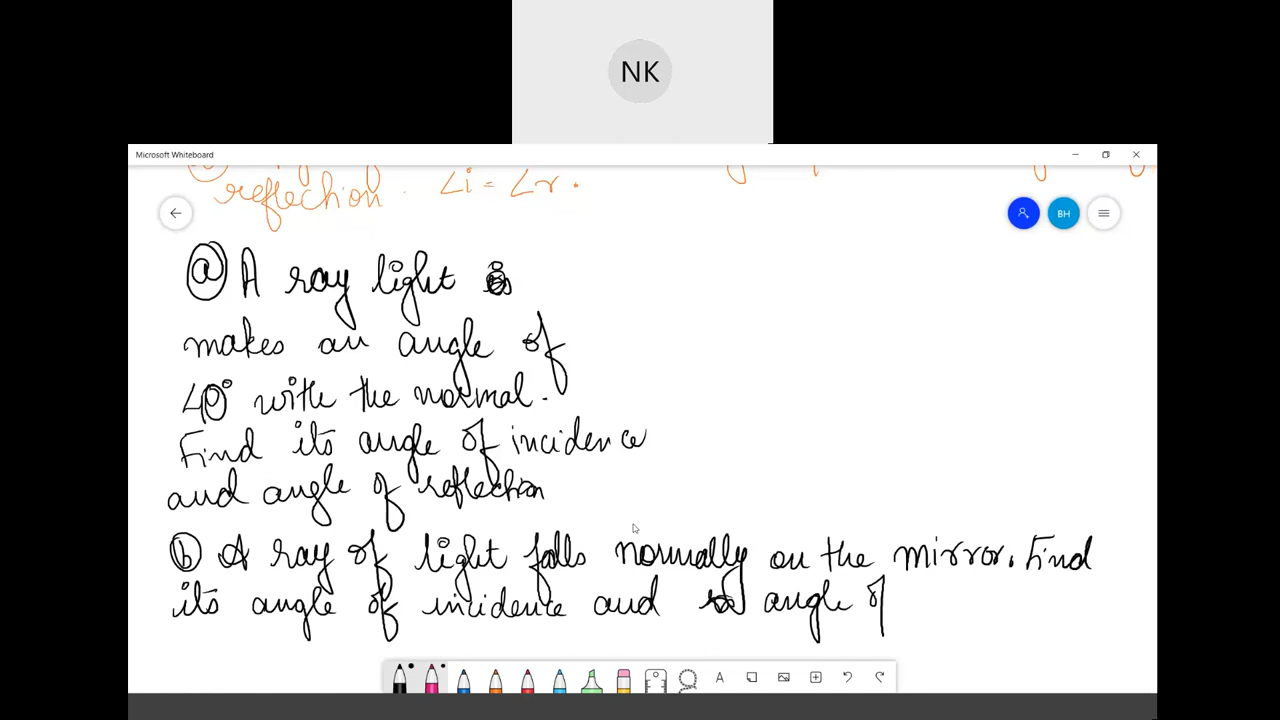 NK
Microsoft Whiteboard
reflection. ∠i = ∠r.
BH
(a) A ray light is
makes an angle of
40° with the normal.
Find its angle of incidence
and angle of reflection
(b) A ray of light falls normally on the mirror. Find
its angle of incidence and angle of
A